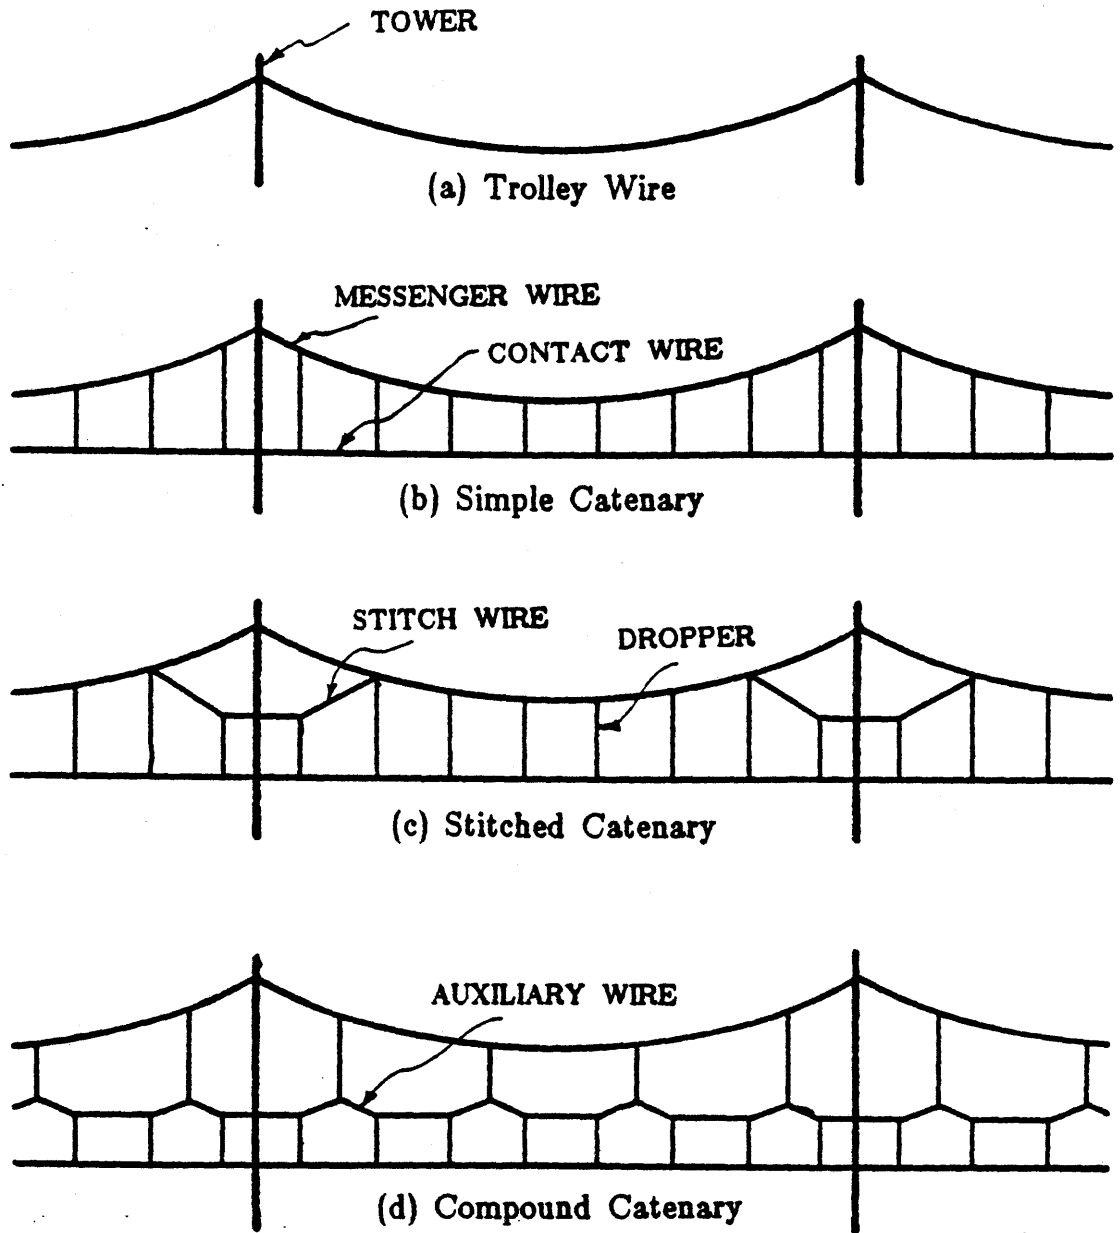 TOWER
(a) Trolley Wire
MESSENGER WIRE
CONTACT WIRE
(b) Simple Catenary
STITCH WIRE
DROPPER
(c) Stitched Catenary
AUXILIARY WIRE
(d) Compound Catenary